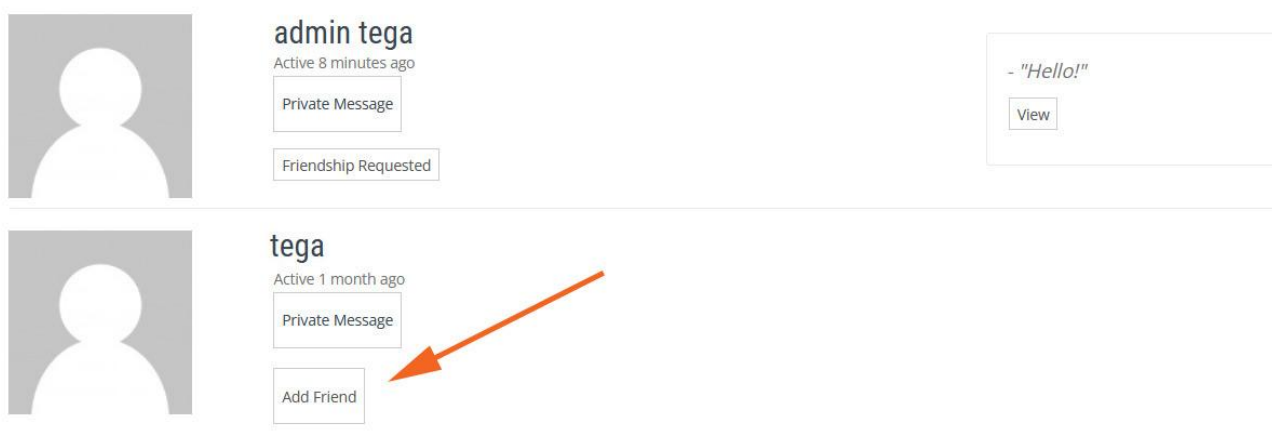 admin tega
Active 8 minutes ago
Private Message
Friendship Requested
- "Hello!"
View
tega
Active 1 month ago
Private Message
Add Friend